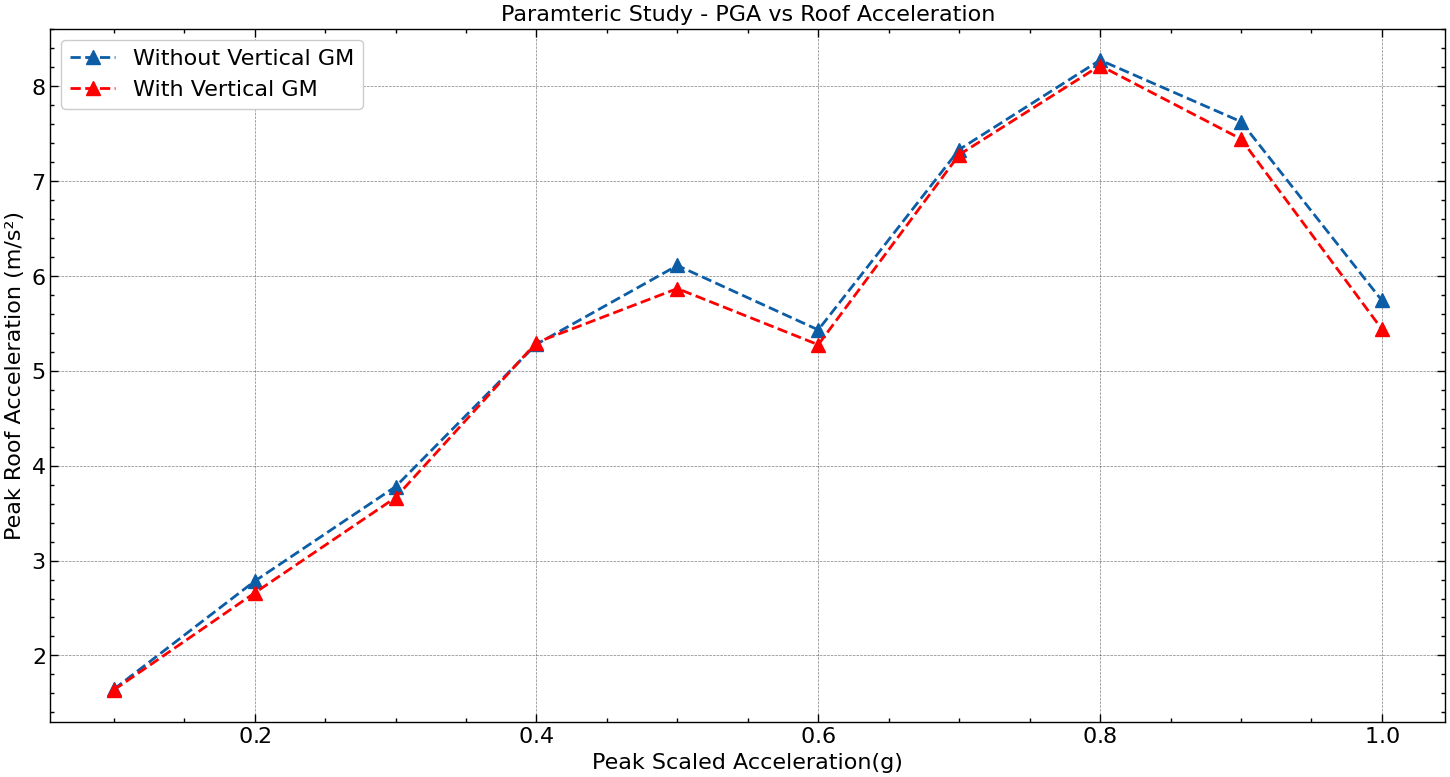 Paramteric Study - PGA vs Roof Acceleration
Without Vertical GM
With Vertical GM
Peak Roof Acceleration (m/s²)
8
7
6
5
4
3
2
0.2
0.4
0.6
0.8
1.0
Peak Scaled Acceleration(g)